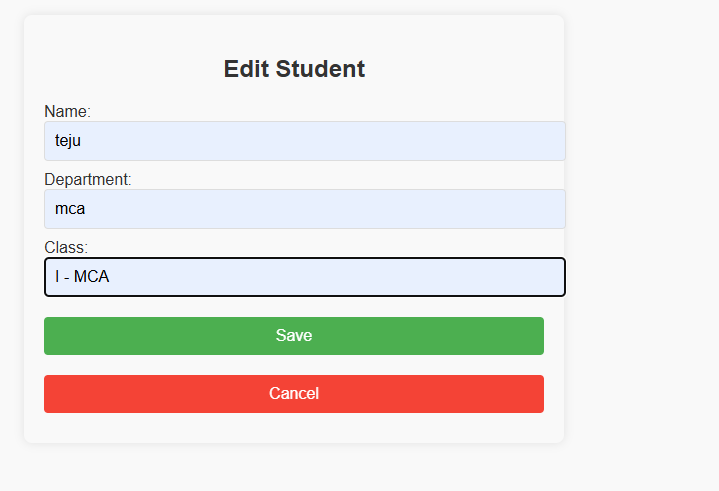 Edit Student
Name:
teju
Department:
mca
Class:
I - MCA
Save
Cancel